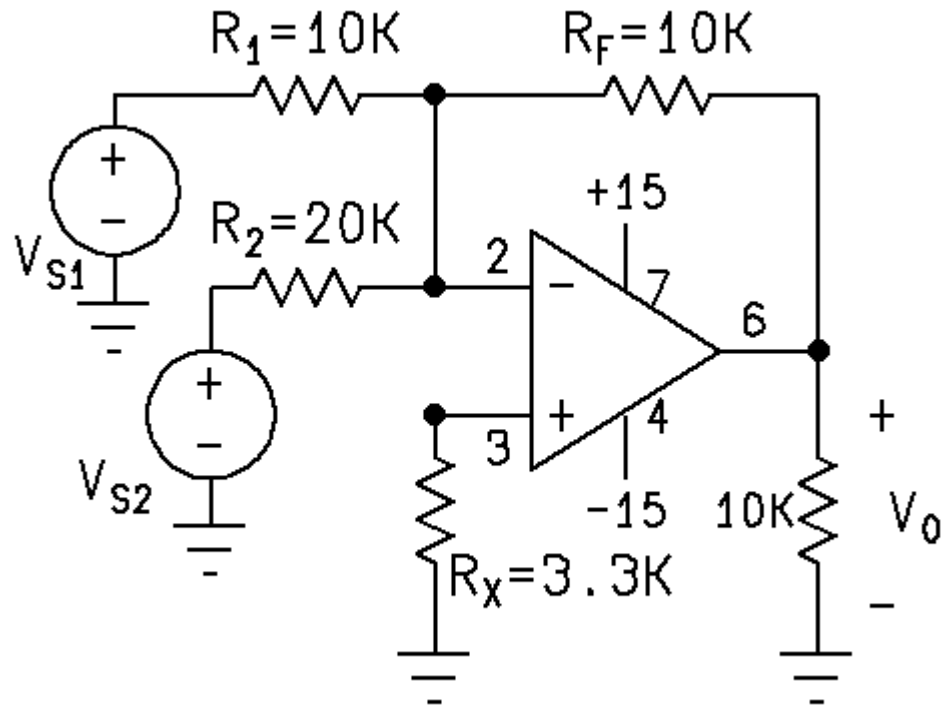 R1=10K
RF=10K
+
-
VS1
R2=20K
+15
2
-
7
6
+
-
VS2
3
+
4
-15
+
10K
V0
-
RX=3.3K